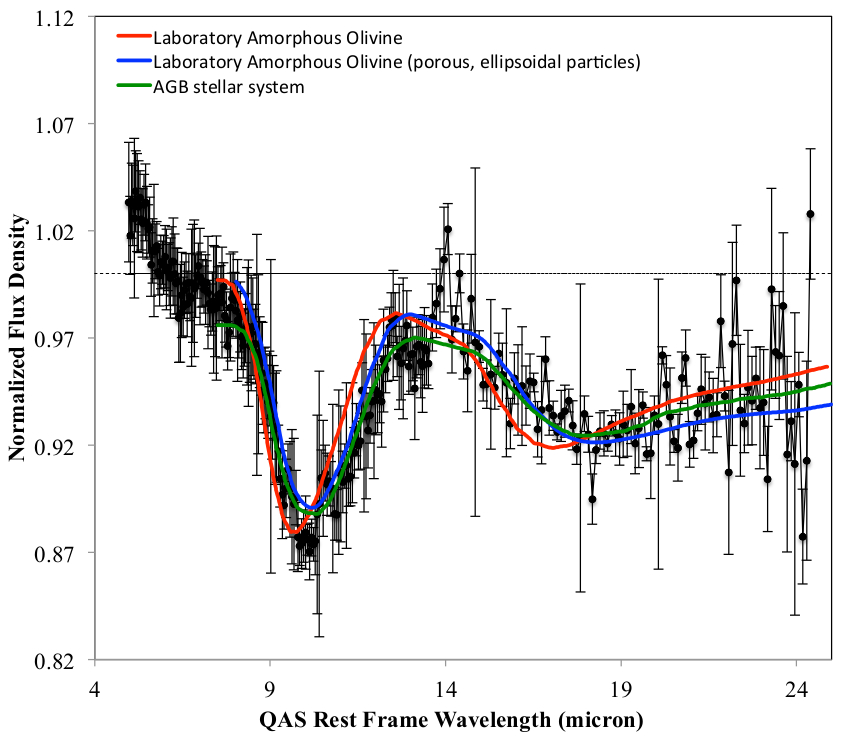 1.12
Laboratory Amorphous Olivine
Laboratory Amorphous Olivine (porous, ellipsoidal particles)
AGB stellar system
1.07
1.02
0.97
0.92
0.87
0.82
Normalized Flux Density
4 9 14 19 24
QAS Rest Frame Wavelength (micron)